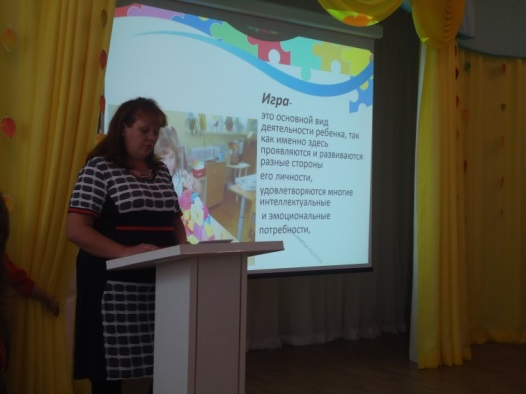 Игра-
это основной вид
деятельности ребенка, так
как именно здесь
проявляются и развиваются
разные стороны
его личности,
удовлетворяются многие
интеллектуальные
и эмоциональные
потребности,